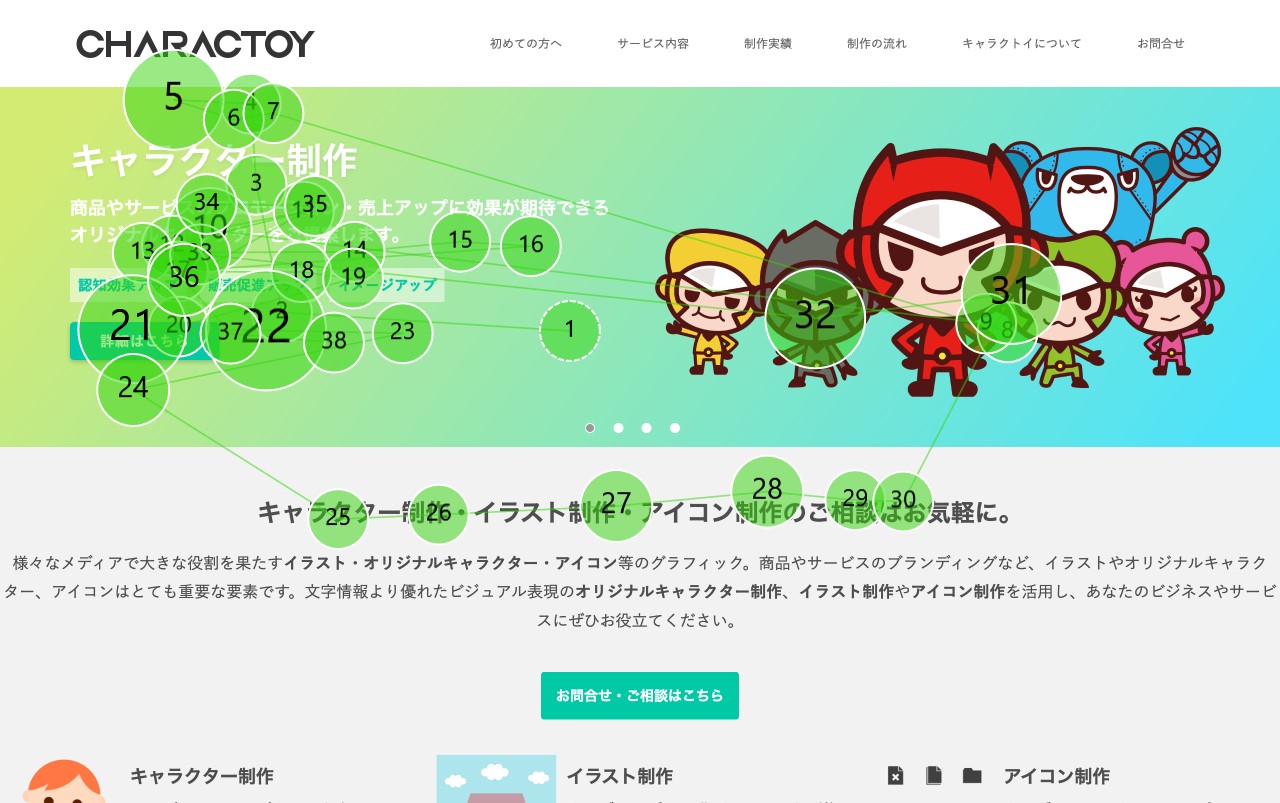 CHARACTOY
初めての方へ
サービス内容
制作実績
制作の流れ
キャラクトイについて
お問合せ
キャラクター制作
商品やサービ・売上アップに効果が期待できる
オリジ
す。
認知効果ア
販売促進
イメージアップ
詳細はこちら
キャラクター制作・イラスト制作・アイコン制作のご相談はお気軽に。
様々なメディアで大きな役割を果たすイラスト・オリジナルキャラクター・アイコン等のグラフィック。商品やサービスのブランディングなど、イラストやオリジナルキャラク
ター、アイコンはとても重要な要素です。文字情報より優れたビジュアル表現のオリジナルキャラクター制作、イラスト制作やアイコン制作を活用し、あなたのビジネスやサービ
スにぜひお役立てください。
お問合せ・ご相談はこちら
キャラクター制作
イラスト制作
アイコン制作
5
6
4
7
3
34
10
11
35
13
33
14
15
16
36
18
19
21
20
37
2
22
38
23
1
24
32
31
9
8
25
26
27
28
29
30